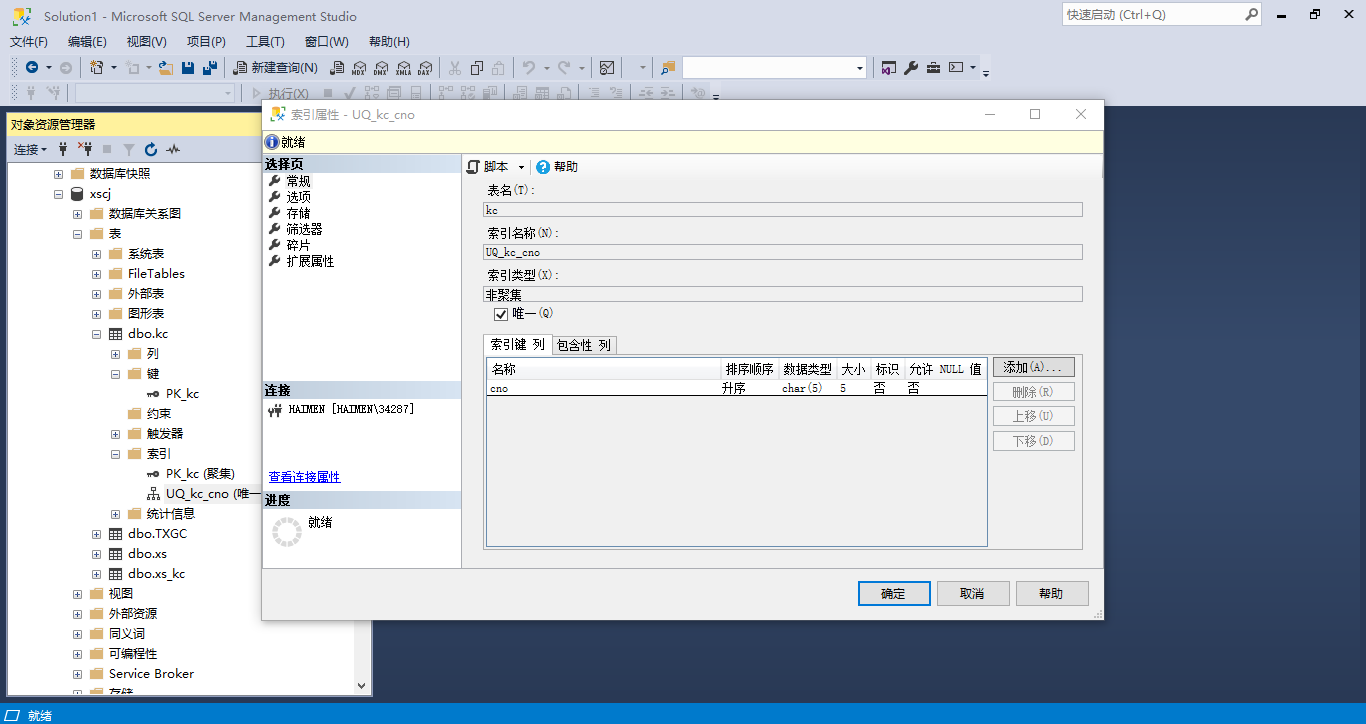 Solution1 - Microsoft SQL Server Management Studio
快速启动 (Ctrl+Q)
文件(F) 编辑(E) 视图(V) 项目(P) 工具(T) 窗口(W) 帮助(H)
新建查询(N) MDX DMX XMLA DAX
执行(X)
对象资源管理器
连接
数据库快照
xscj
数据库关系图
表
系统表
FileTables
外部表
图形表
dbo.kc
列
键
PK_kc
约束
触发器
索引
PK_kc (聚集)
UQ_kc_cno (唯一
统计信息
dbo.TXGC
dbo.xs
dbo.xs_kc
视图
外部资源
同义词
可编程性
Service Broker
存储
索引属性 - UQ_kc_cno
就绪
选择页
常规
选项
存储
筛选器
碎片
扩展属性
连接
HAIMEN [HAIMEN\34287]
查看连接属性
进度
就绪
脚本 帮助
表名(T):
kc
索引名称(N):
UQ_kc_cno
索引类型(X):
非聚集
唯一(Q)
索引键 列 包含性 列
名称 排序顺序 数据类型 大小 标识 允许 NULL 值
cno 升序 char(5) 5 否 否
添加(A)...
删除(R)
上移(U)
下移(D)
确定 取消 帮助
就绪